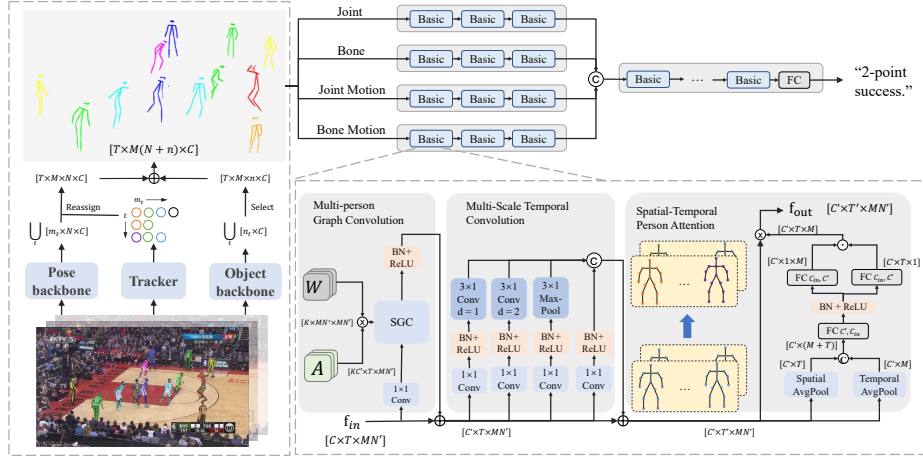 [T×M(N + n)×C]
[T×M×N×C]
[T×M×n×C]
Reassign
m_t
t
Select
⋃_t [m_t×N×C]
⋃_t [n_t×C]
Pose
backbone
Tracker
Object
backbone
Joint
Basic
Basic
Basic
Bone
Basic
Basic
Basic
Joint Motion
Basic
Basic
Basic
Bone Motion
Basic
Basic
Basic
C
Basic
...
Basic
FC
“2-point
success.”
Multi-person
Graph Convolution
BN+
ReLU
W
SGC
[K×MN'×MN']
A
[KC'×T×MN']
1×1
Conv
f_in
[C×T×MN']
Multi-Scale Temporal
Convolution
C
3×1
Conv
d = 1
3×1
Conv
d = 2
3×1
Max-
Pool
BN+
ReLU
BN+
ReLU
BN+
ReLU
BN+
ReLU
1×1
Conv
1×1
Conv
1×1
Conv
1×1
Conv
[C'×T×MN']
Spatial-Temporal
Person Attention
...
...
[C'×T'×MN']
f_out
[C'×T'×MN']
[C'×T×M]
[C'×1×M]
[C'×T×1]
FC C_in, C'
FC C_in, C'
BN + ReLU
FC C', C_in
[C'×(M+T)]
C
[C'×T]
[C'×M]
Spatial
AvgPool
Temporal
AvgPool